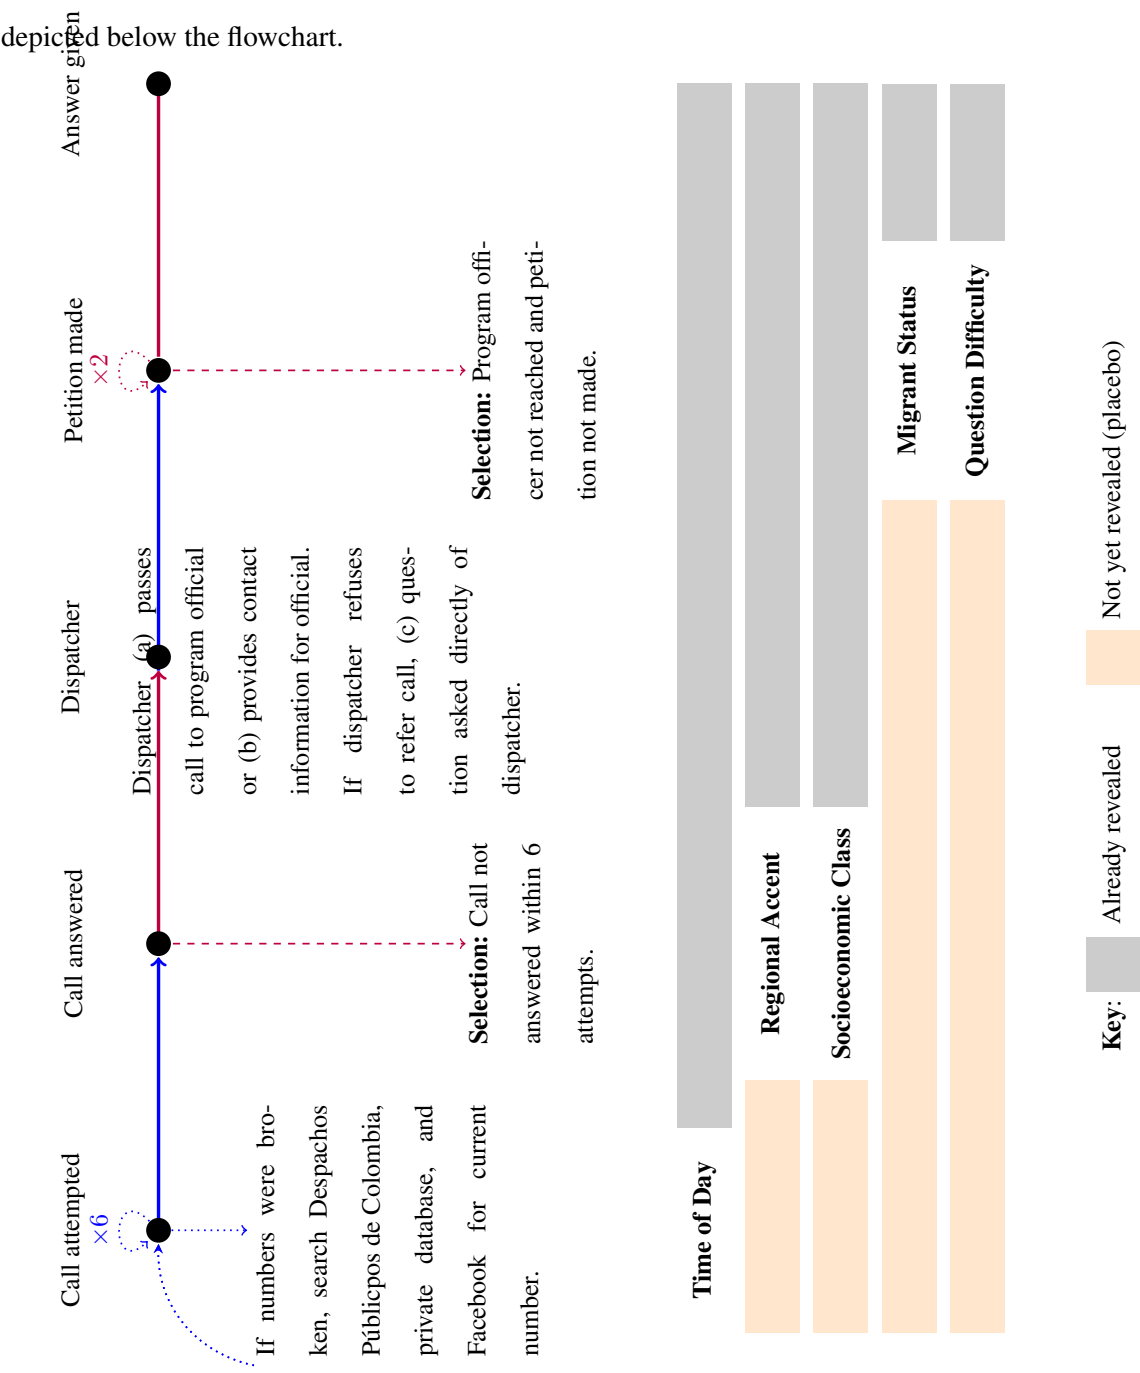 depicted below the flowchart.
Call attempted
Call answered
Dispatcher
Petition made
Answer given
×6
×2
If numbers were bro-
ken, search Despachos
Públicpos de Colombia,
private database, and
Facebook for current
number.
Selection: Call not
answered within 6
attempts.
Dispatcher (a) passes
call to program official
or (b) provides contact
information for official.
If dispatcher refuses
to refer call, (c) ques-
tion asked directly of
dispatcher.
Selection: Program offi-
cer not reached and peti-
tion not made.
Time of Day
Regional Accent
Socioeconomic Class
Migrant Status
Question Difficulty
Key: Already revealed Not yet revealed (placebo)